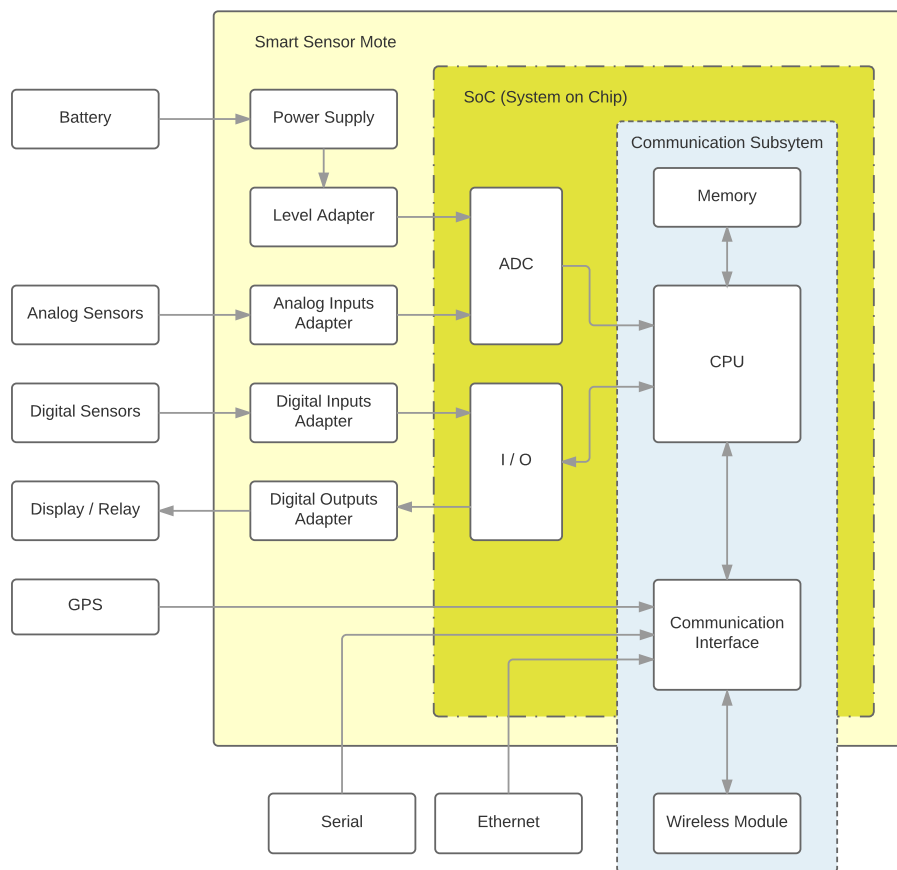 Smart Sensor Mote
SoC (System on Chip)
Communication Subsytem
Battery
Power Supply
Memory
Level Adapter
ADC
Analog Sensors
Analog Inputs
Adapter
CPU
Digital Sensors
Digital Inputs
Adapter
I / O
Display / Relay
Digital Outputs
Adapter
GPS
Communication
Interface
Serial
Ethernet
Wireless Module